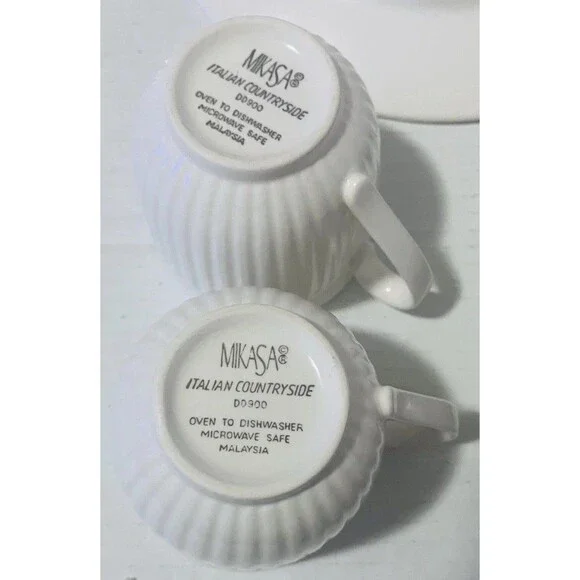 MIKASA©®
ITALIAN COUNTRYSIDE
DD900
OVEN TO DISHWASHER
MICROWAVE SAFE
MALAYSIA
MIKASA©®
ITALIAN COUNTRYSIDE
DD900
OVEN TO DISHWASHER
MICROWAVE SAFE
MALAYSIA